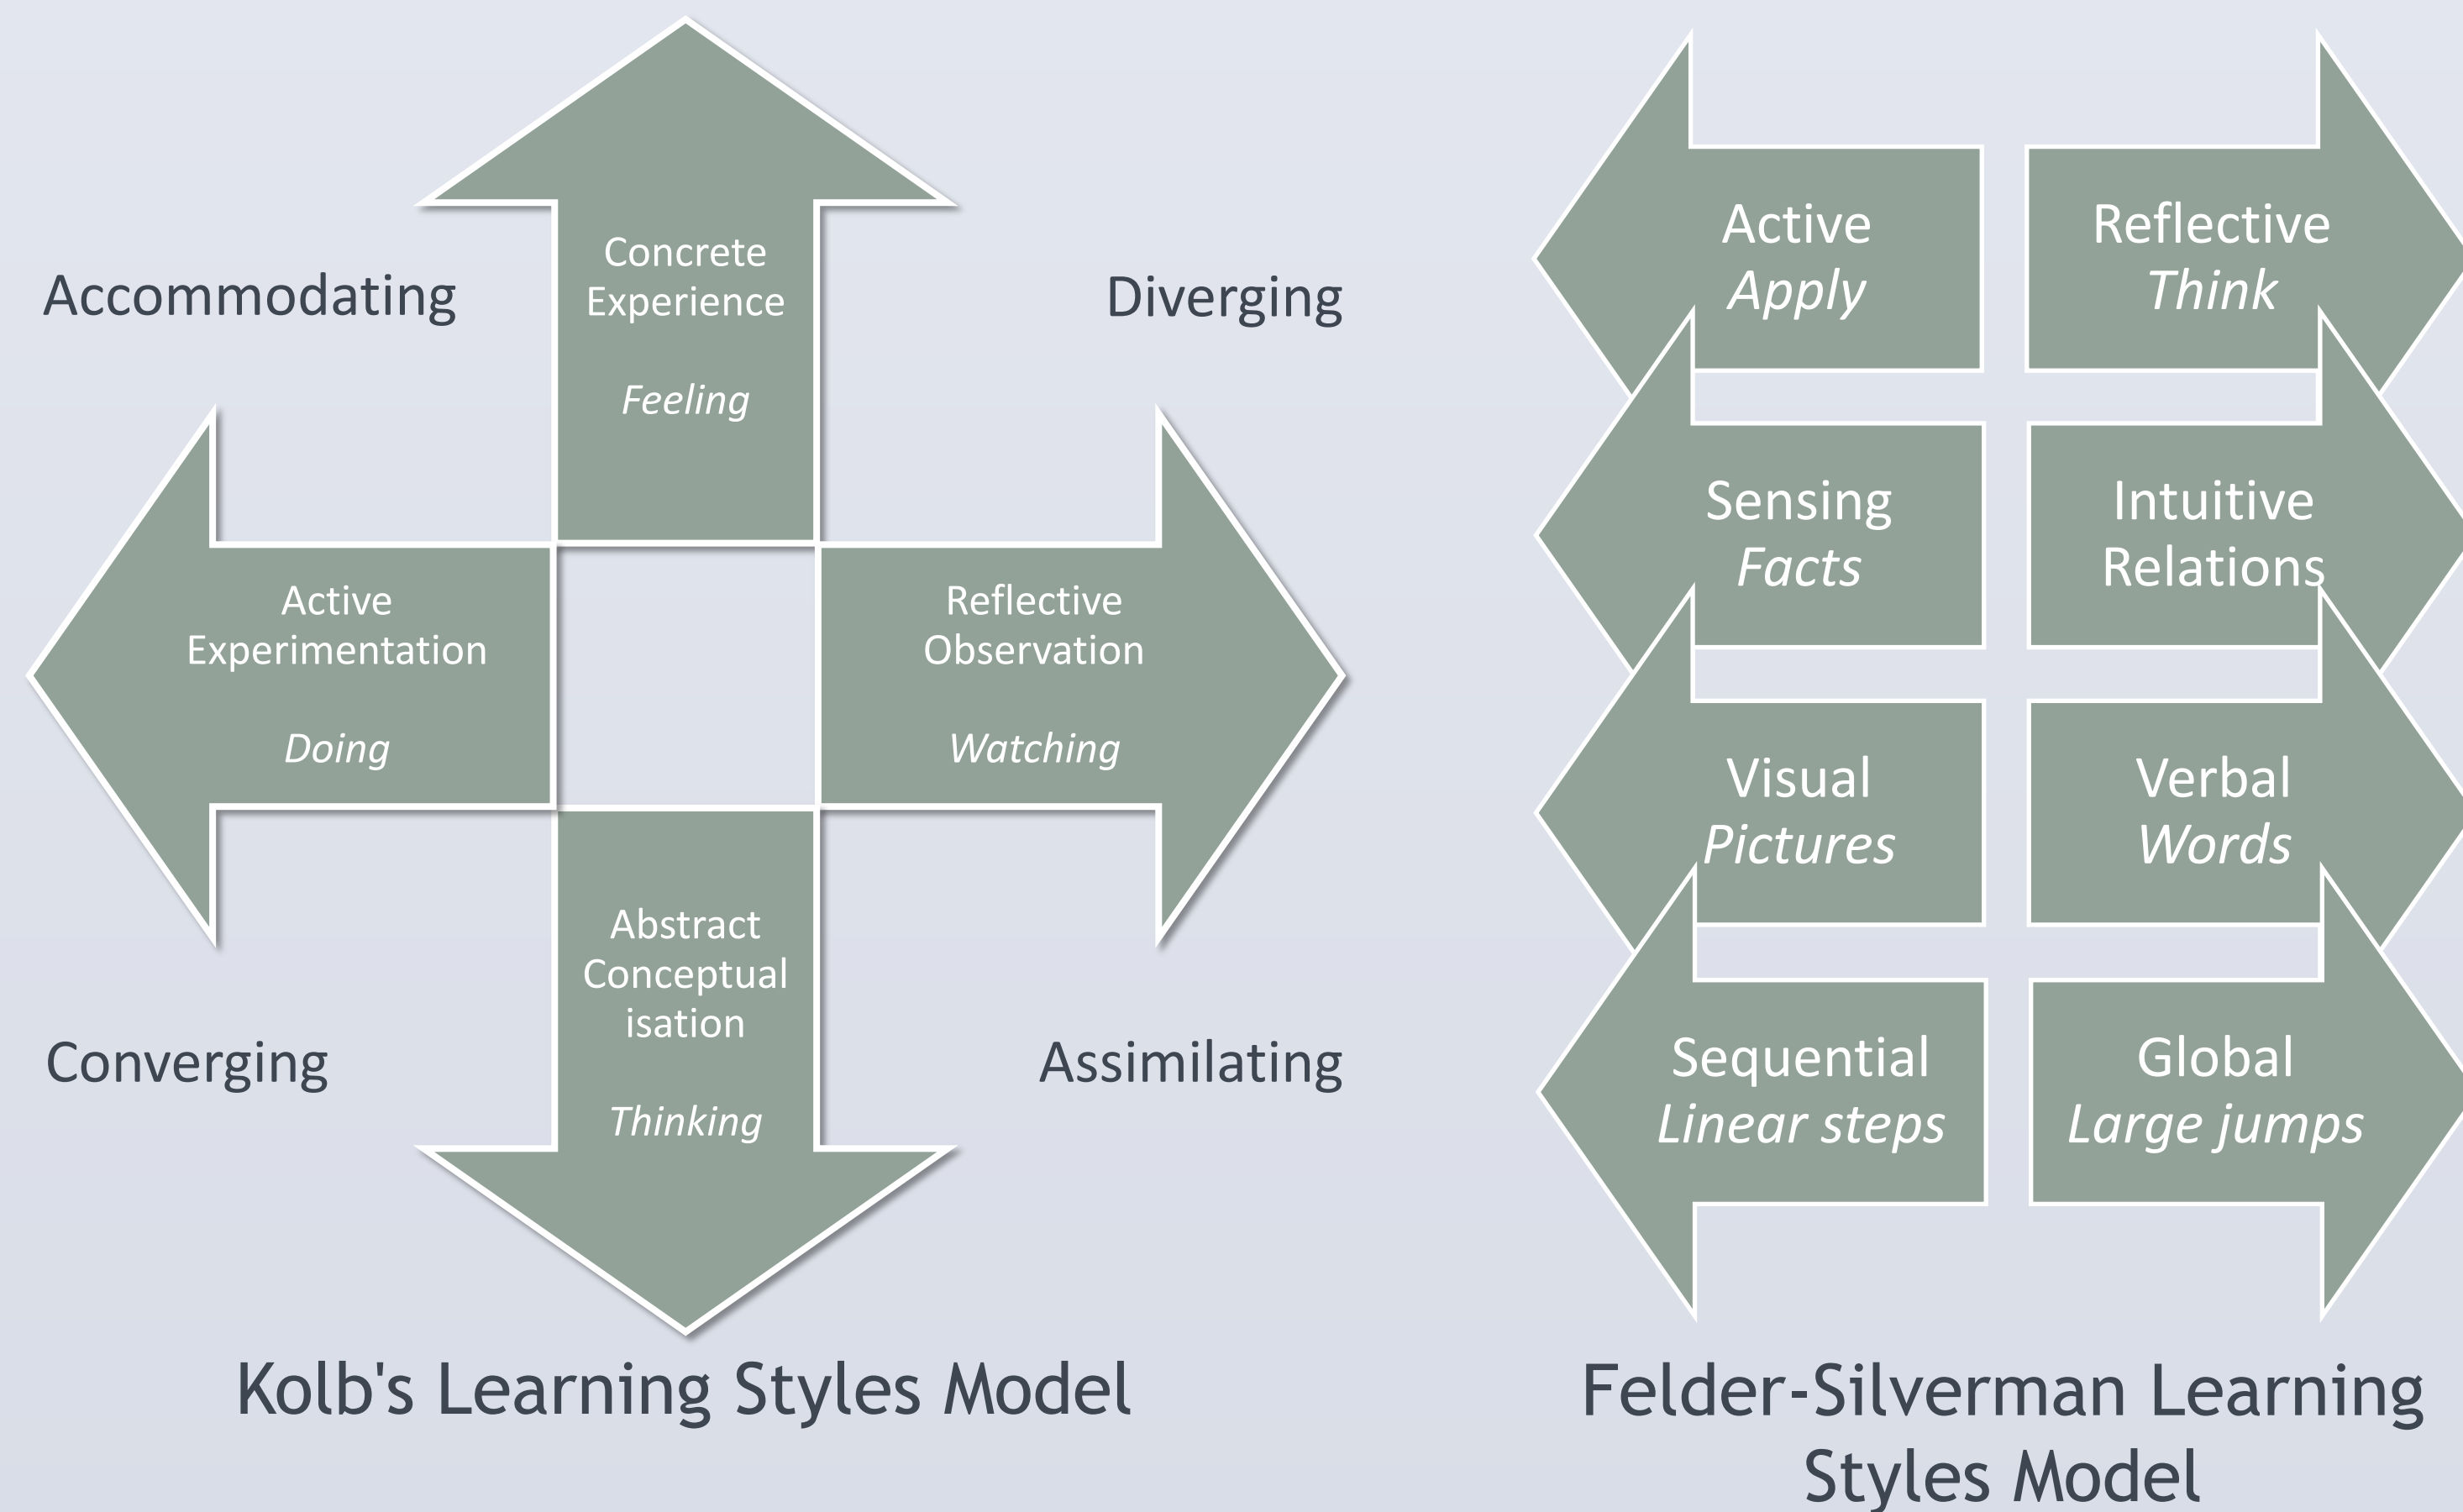 Accommodating
Concrete
Experience
Feeling
Diverging
Active
Experimentation
Doing
Reflective
Observation
Watching
Converging
Abstract
Conceptual
isation
Thinking
Assimilating
Kolb's Learning Styles Model
Active
Apply
Reflective
Think
Sensing
Facts
Intuitive
Relations
Visual
Pictures
Verbal
Words
Sequential
Linear steps
Global
Large jumps
Felder-Silverman Learning
Styles Model